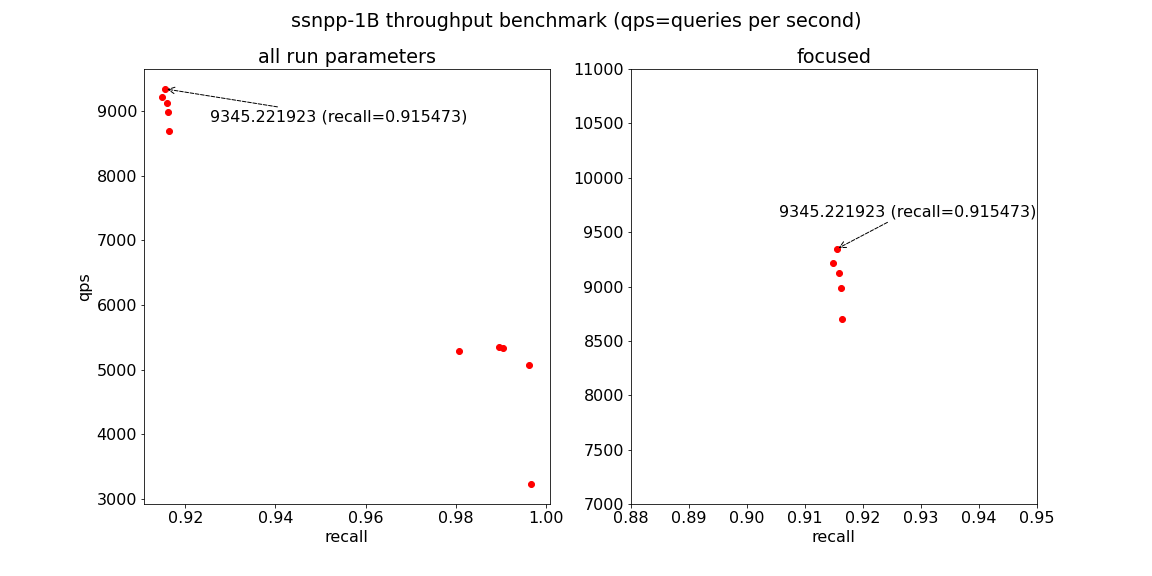 ssnpp-1B throughput benchmark (qps=queries per second)
all run parameters
9000
8000
7000
6000
5000
4000
3000
qps
9345.221923 (recall=0.915473)
0.92 0.94 0.96 0.98 1.00
recall
focused
11000
10500
10000
9500
9000
8500
8000
7500
7000
9345.221923 (recall=0.915473)
0.88 0.89 0.90 0.91 0.92 0.93 0.94 0.95
recall